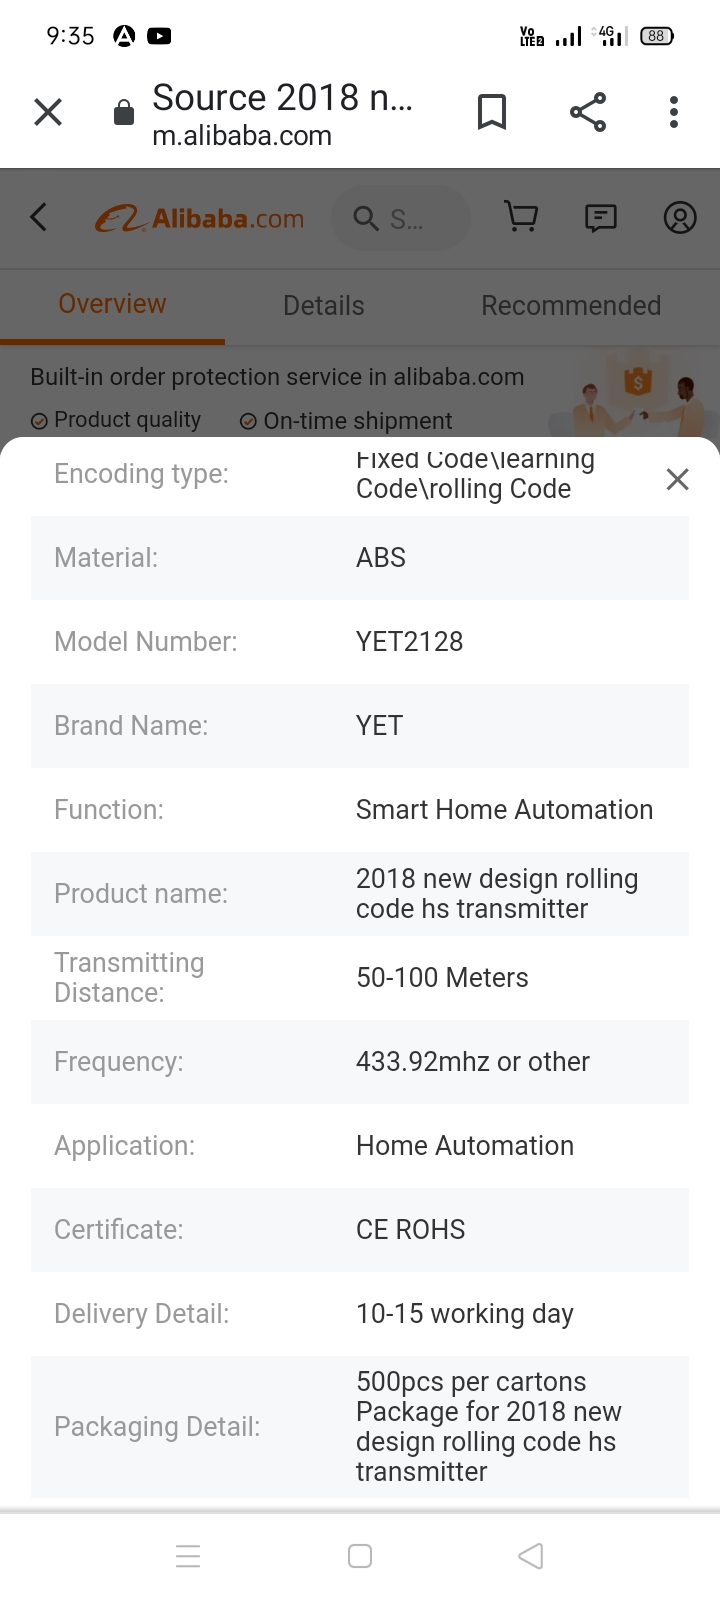 9:35
Vo LTE2 4G 88
Source 2018 n...
m.alibaba.com
Alibaba.com S...
Overview Details Recommended
Built-in order protection service in alibaba.com
Product quality On-time shipment
Encoding type: Fixed Code\learning
Code\rolling Code
Material: ABS
Model Number: YET2128
Brand Name: YET
Function: Smart Home Automation
Product name: 2018 new design rolling
code hs transmitter
Transmitting
Distance: 50-100 Meters
Frequency: 433.92mhz or other
Application: Home Automation
Certificate: CE ROHS
Delivery Detail: 10-15 working day
Packaging Detail: 500pcs per cartons
Package for 2018 new
design rolling code hs
transmitter